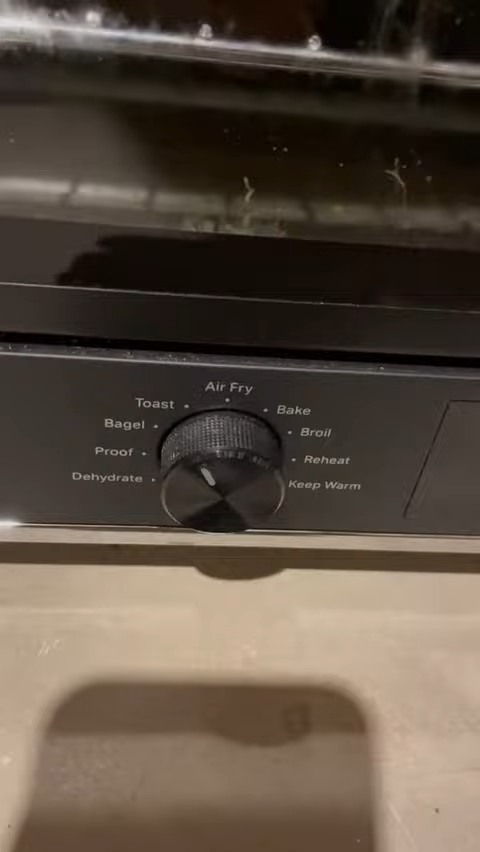 Air Fry
Toast
Bake
Bagel
Broil
Proof
Reheat
Dehydrate
Keep Warm